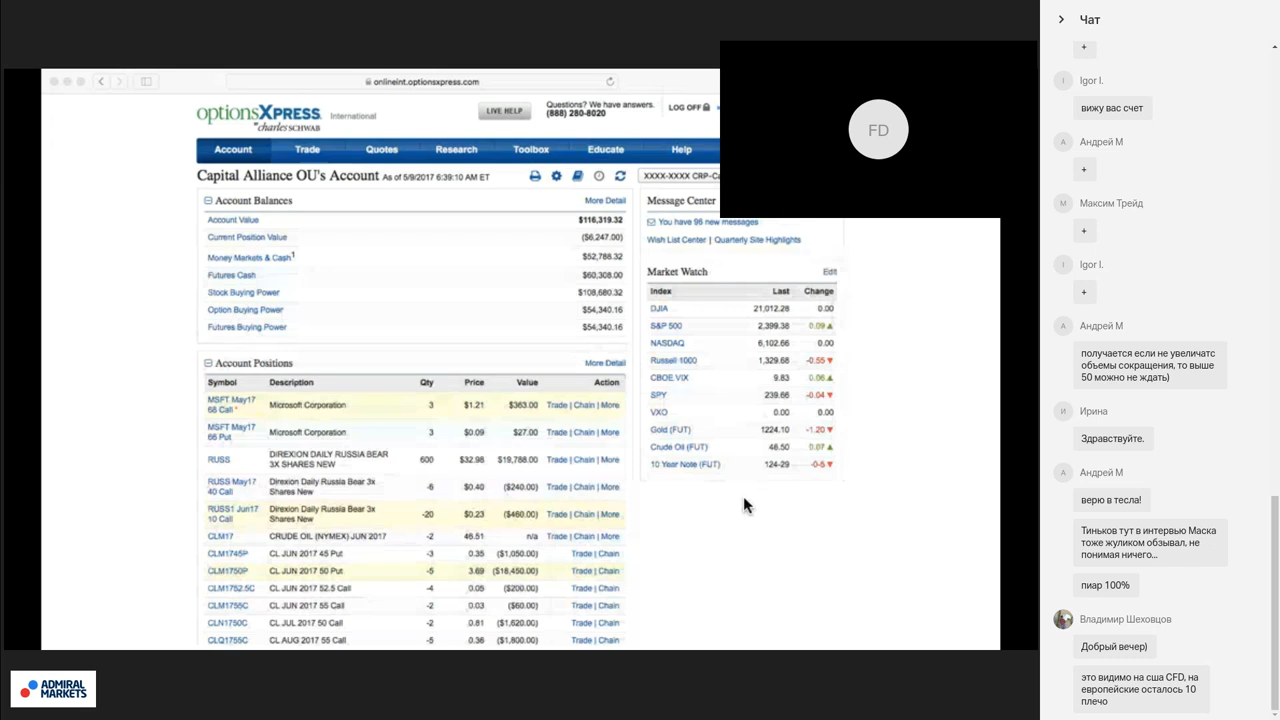 onlineint.optionsxpress.com
optionsXpress International
by charles SCHWAB
LIVE HELP
Questions? We have answers.
(888) 280-8020
LOG OFF
Account Trade Quotes Research Toolbox Educate Help
Capital Alliance OU's Account As of 5/9/2017 6:39:10 AM ET
XXXX-XXXX
Account Balances More Detail
Account Value $116,319.32
Current Position Value ($6,247.00)
Money Markets & Cash1 $52,788.32
Futures Cash $60,308.00
Stock Buying Power $108,680.32
Option Buying Power $54,340.16
Futures Buying Power $54,340.16
Account Positions More Detail
Symbol Description Qty Price Value Action
MSFT May17
68 Call * Microsoft Corporation 3 $1.21 $363.00 Trade | Chain | More
MSFT May17
66 Put Microsoft Corporation 3 $0.09 $27.00 Trade | Chain | More
RUSS DIREXION DAILY RUSSIA BEAR
3X SHARES NEW 600 $32.98 $19,788.00 Trade | Chain | More
RUSS May17
40 Call Direxion Daily Russia Bear 3x
Shares New -6 $0.40 ($240.00) Trade | Chain | More
RUSS1 Jun17
10 Call Direxion Daily Russia Bear 3x
Shares New -20 $0.23 ($460.00) Trade | Chain | More
CLM17 CRUDE OIL (NYMEX) JUN 2017 -2 46.51 n/a Trade | Chain | More
CLM1745P CL JUN 2017 45 Put -3 0.35 ($1,050.00) Trade | Chain
CLM1750P CL JUN 2017 50 Put -5 3.69 ($18,450.00) Trade | Chain
CLM1752.5C CL JUN 2017 52.5 Call -4 0.05 ($200.00) Trade | Chain
CLM1755C CL JUN 2017 55 Call -2 0.03 ($60.00) Trade | Chain
CLN1750C CL JUL 2017 50 Call -2 0.81 ($1,620.00) Trade | Chain
CLQ1755C CL AUG 2017 55 Call -5 0.36 ($1,800.00) Trade | Chain
Message Center
You have 96 new messages
Wish List Center | Quarterly Site Highlights
Market Watch Edit
Index Last Change
DJIA 21,012.28 0.00
S&P 500 2,399.38 0.09
NASDAQ 6,102.66 0.00
Russell 1000 1,329.68 -0.55
CBOE VIX 9.83 0.06
SPY 239.66 -0.04
VXO 0.00 0.00
Gold (FUT) 1224.10 -1.20
Crude Oil (FUT) 46.50 0.07
10 Year Note (FUT) 124-29 -0-5
FD
ADMIRAL
MARKETS
Чат
+
Igor I.
вижу вас счет
Андрей М
+
Максим Трейд
+
Igor I.
+
Андрей М
получается если не увеличатс
объемы сокращения, то выше
50 можно не ждать)
Ирина
Здравствуте.
Андрей М
верю в тесла!
Тиньков тут в интервью Маска
тоже жуликом обзывал, не
понимая ничего...
пиар 100%
Владимир Шеховцов
Добрый вечер)
это видимо на сша CFD, на
европейские осталось 10
плечо